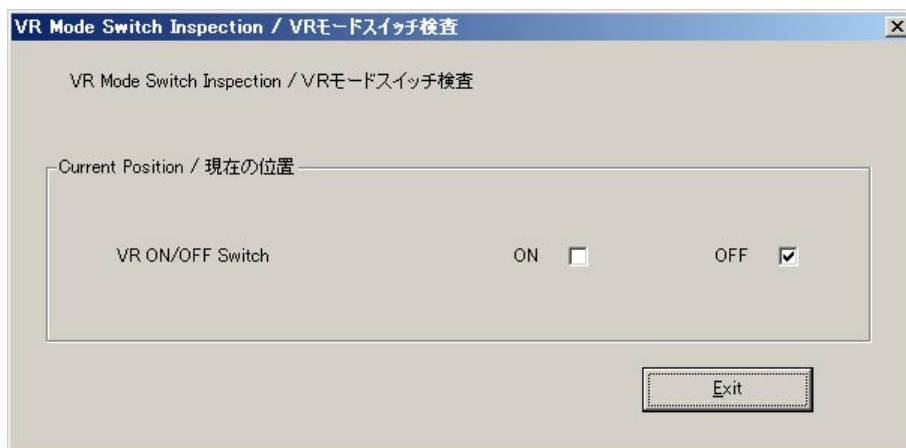 VR Mode Switch Inspection / VRモードスイッチ検査
VR Mode Switch Inspection / VRモードスイッチ検査
Current Position / 現在の位置
VR ON/OFF Switch ON OFF
Exit